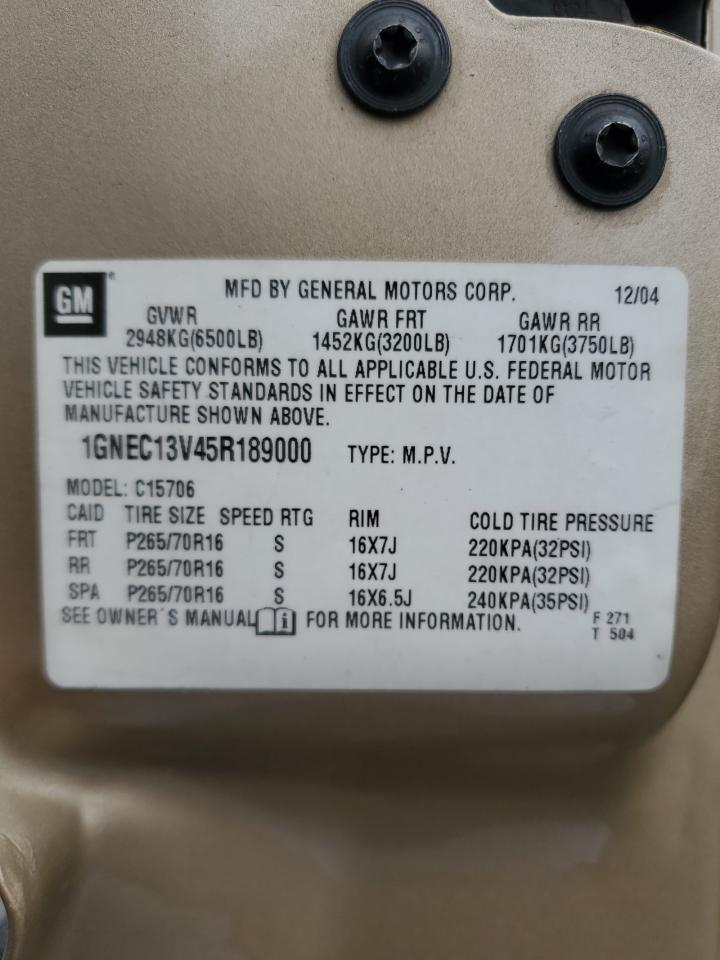 GM
MFD BY GENERAL MOTORS CORP. 12/04
GVWR GAWR FRT GAWR RR
2948KG(6500LB) 1452KG(3200LB) 1701KG(3750LB)
THIS VEHICLE CONFORMS TO ALL APPLICABLE U.S. FEDERAL MOTOR
VEHICLE SAFETY STANDARDS IN EFFECT ON THE DATE OF
MANUFACTURE SHOWN ABOVE.
1GNEC13V45R189000 TYPE: M.P.V.
MODEL: C15706
CAID TIRE SIZE SPEED RTG RIM COLD TIRE PRESSURE
FRT P265/70R16 S 16X7J 220KPA(32PSI)
RR P265/70R16 S 16X7J 220KPA(32PSI)
SPA P265/70R16 S 16X6.5J 240KPA(35PSI)
SEE OWNER'S MANUAL i FOR MORE INFORMATION. F 271
T 504